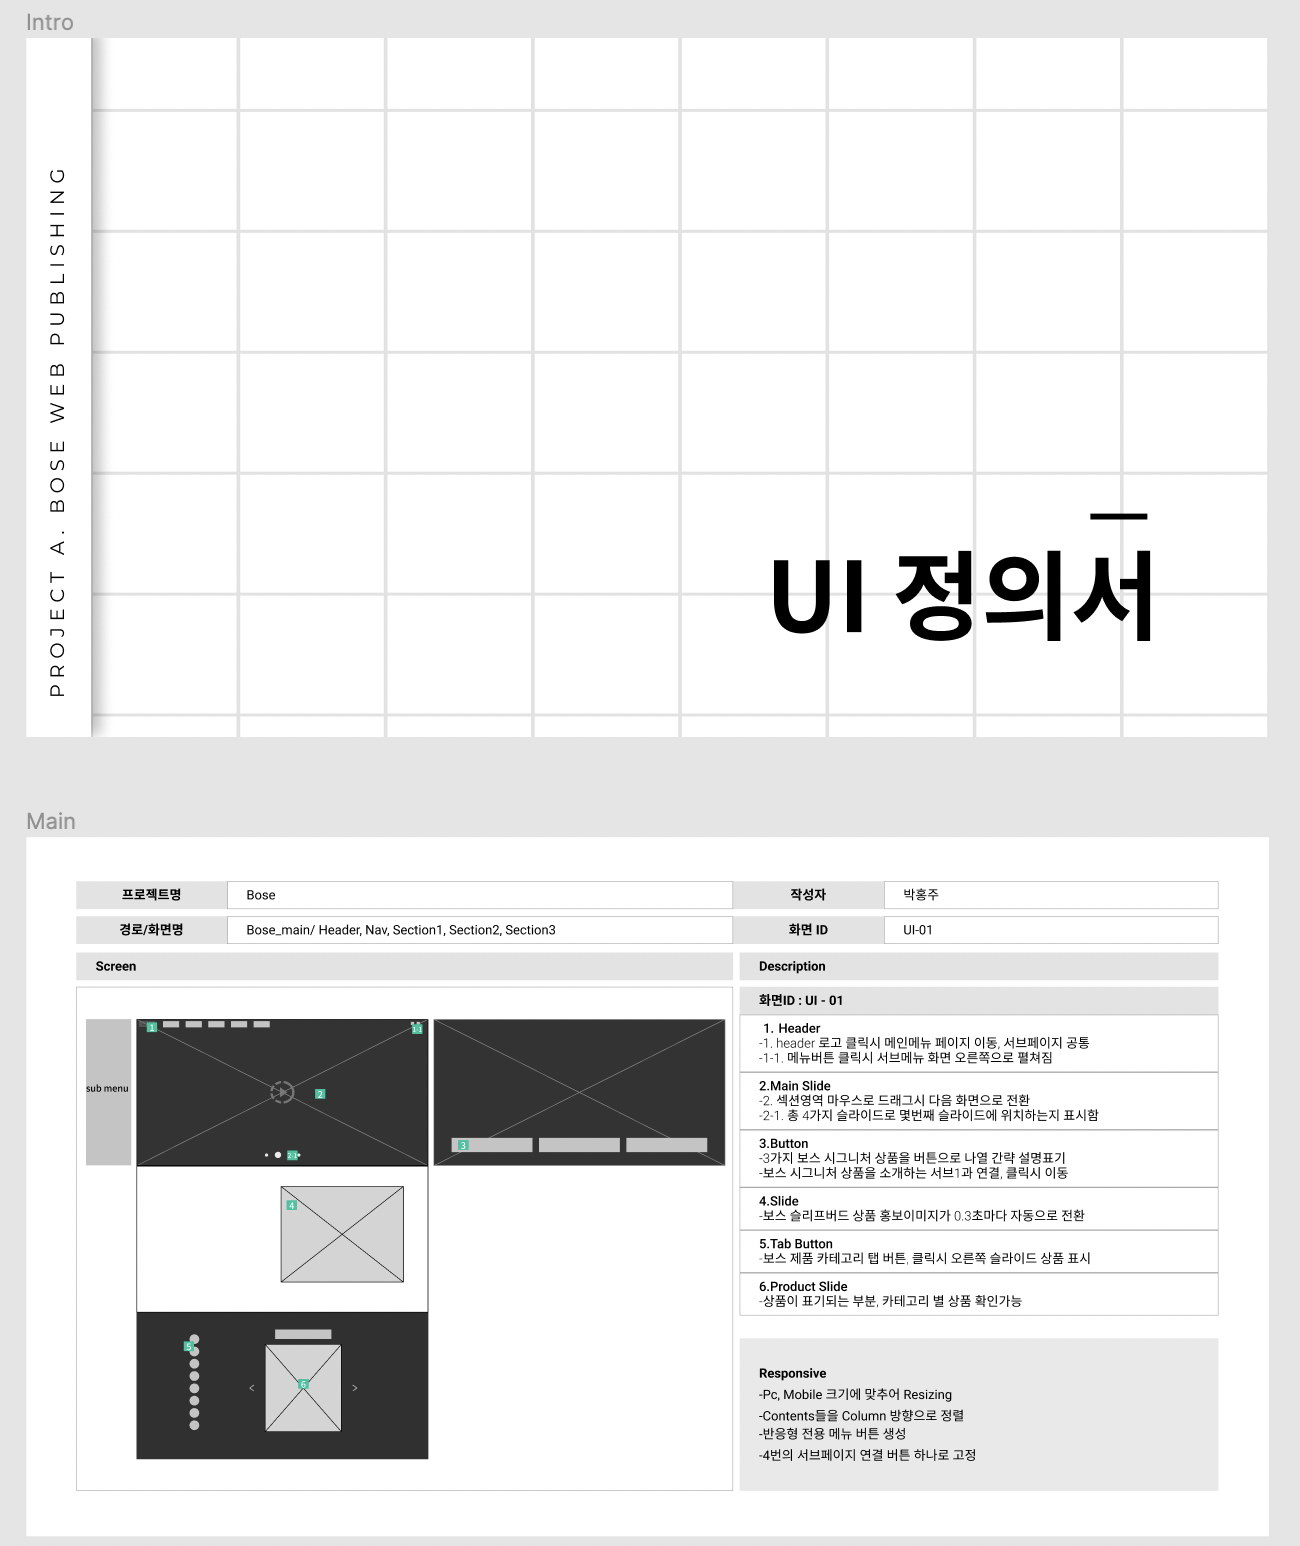 Intro
PROJECT A. BOSE WEB PUBLISHING
UI 정의서
Main
프로젝트명
Bose
작성자
박홍주
경로/화면명
Bose_main/ Header, Nav, Section1, Section2, Section3
화면 ID
UI-01
Screen
Description
sub menu
1
1-1
2
2-1
3
4
5
6
<
>
화면ID : UI - 01
1. Header
-1. header 로고 클릭시 메인메뉴 페이지 이동, 서브페이지 공통
-1-1. 메뉴버튼 클릭시 서브메뉴 화면 오른쪽으로 펼쳐짐
2.Main Slide
-2. 섹션영역 마우스로 드래그시 다음 화면으로 전환
-2-1. 총 4가지 슬라이드로 몇번째 슬라이드에 위치하는지 표시함
3.Button
-3가지 보스 시그니처 상품을 버튼으로 나열 간략 설명표기
-보스 시그니처 상품을 소개하는 서브1과 연결, 클릭시 이동
4.Slide
-보스 슬리프버드 상품 홍보이미지가 0.3초마다 자동으로 전환
5.Tab Button
-보스 제품 카테고리 탭 버튼, 클릭시 오른쪽 슬라이드 상품 표시
6.Product Slide
-상품이 표기되는 부분, 카테고리 별 상품 확인가능
Responsive
-Pc, Mobile 크기에 맞추어 Resizing
-Contents들을 Column 방향으로 정렬
-반응형 전용 메뉴 버튼 생성
-4번의 서브페이지 연결 버튼 하나로 고정